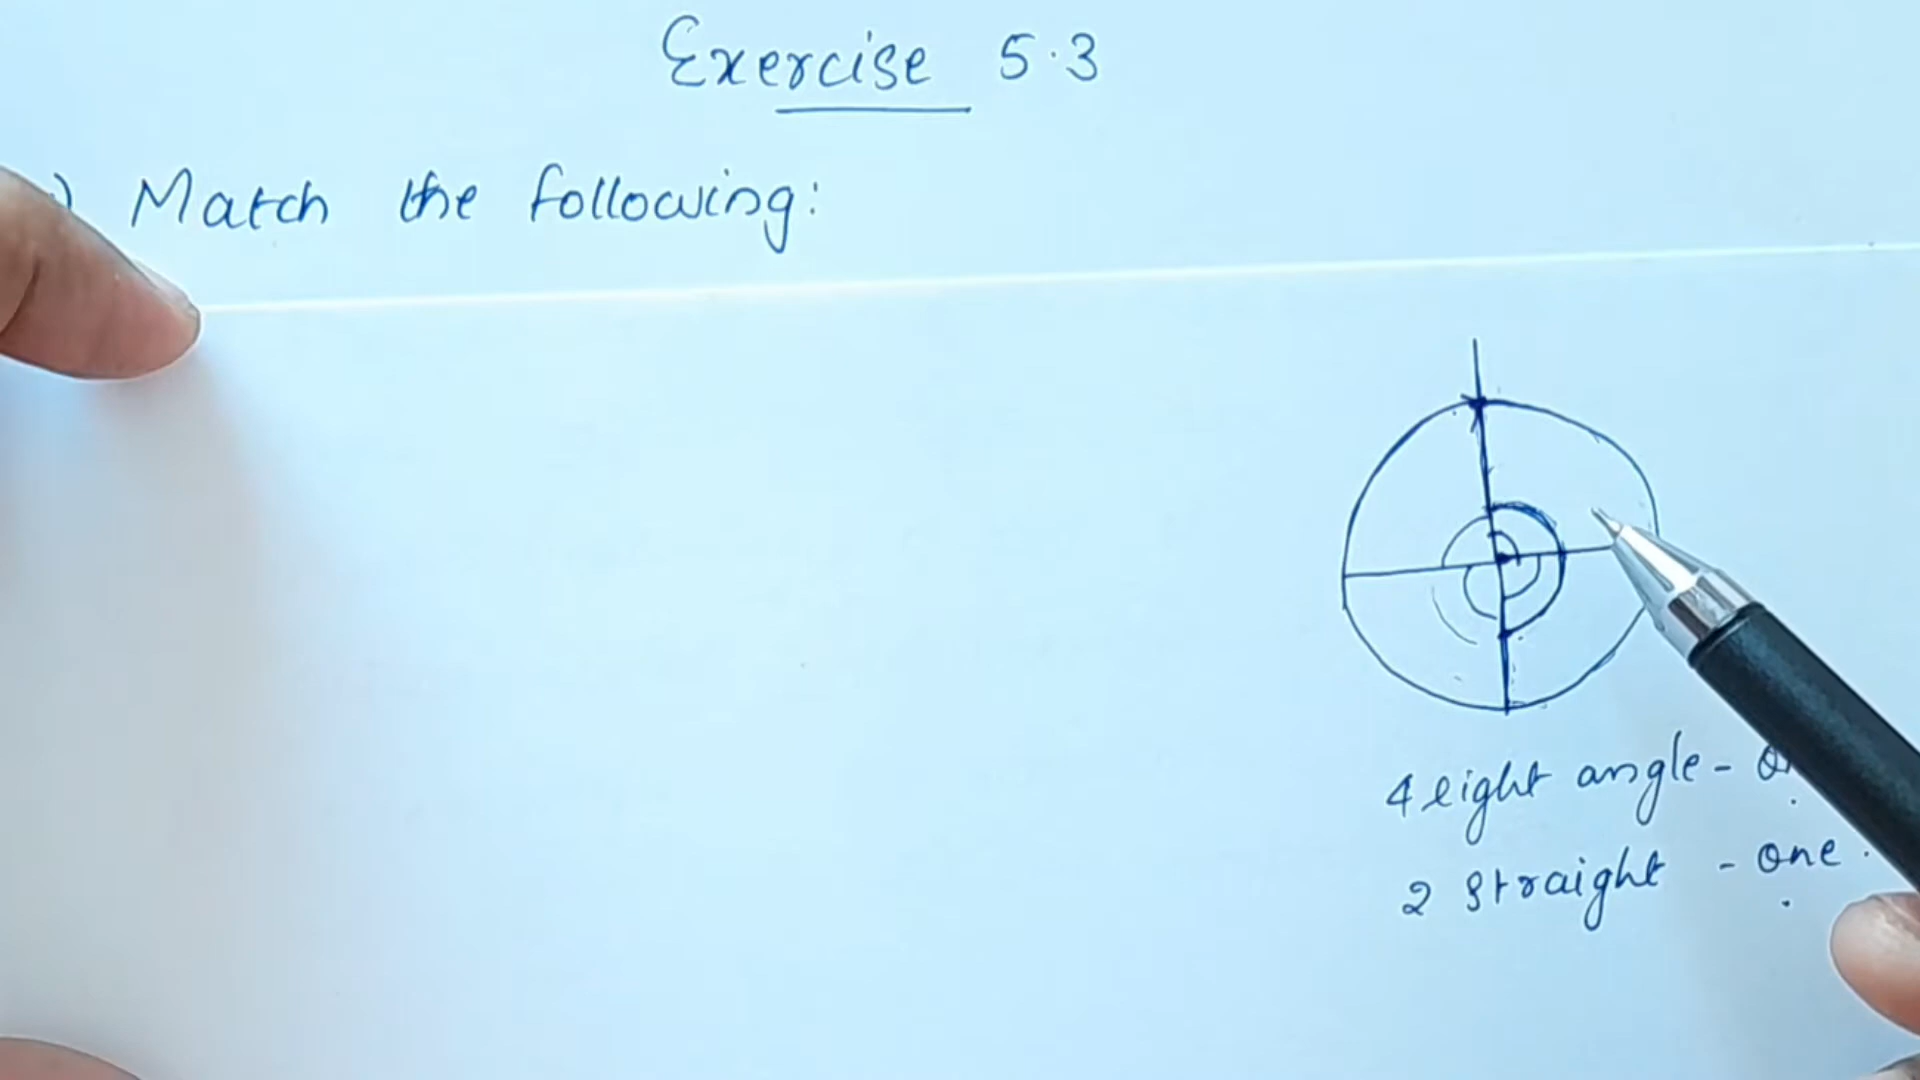 Exercise 5.3
) Match the following:
4 right angle -
2 straight - one.